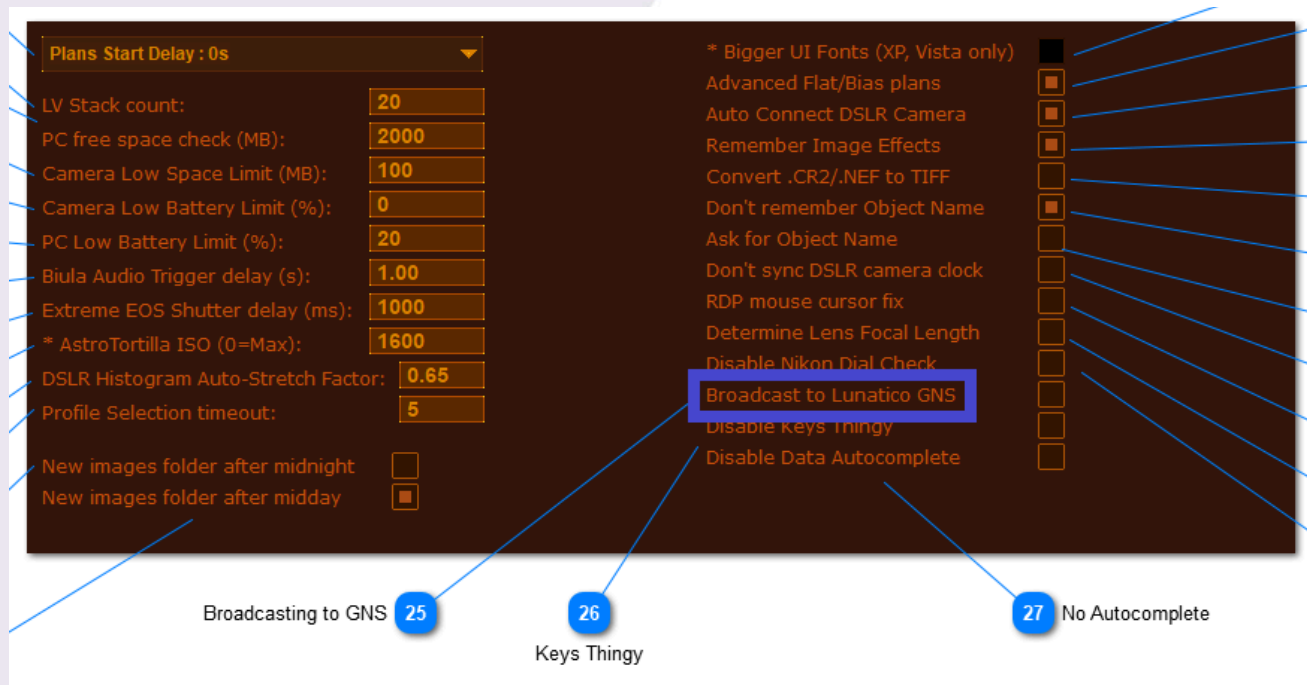 Plans Start Delay : 0s
LV Stack count: 20
PC free space check (MB): 2000
Camera Low Space Limit (MB): 100
Camera Low Battery Limit (%): 0
PC Low Battery Limit (%): 20
Biula Audio Trigger delay (s): 1.00
Extreme EOS Shutter delay (ms): 1000
* AstroTortilla ISO (0=Max): 1600
DSLR Histogram Auto-Stretch Factor: 0.65
Profile Selection timeout: 5
New images folder after midnight
New images folder after midday
* Bigger UI Fonts (XP, Vista only)
Advanced Flat/Bias plans
Auto Connect DSLR Camera
Remember Image Effects
Convert .CR2/.NEF to TIFF
Don't remember Object Name
Ask for Object Name
Don't sync DSLR camera clock
RDP mouse cursor fix
Determine Lens Focal Length
Disable Nikon Dial Check
Broadcast to Lunatico GNS
Disable Keys Thingy
Disable Data Autocomplete
Broadcasting to GNS 25
26
Keys Thingy
27 No Autocomplete